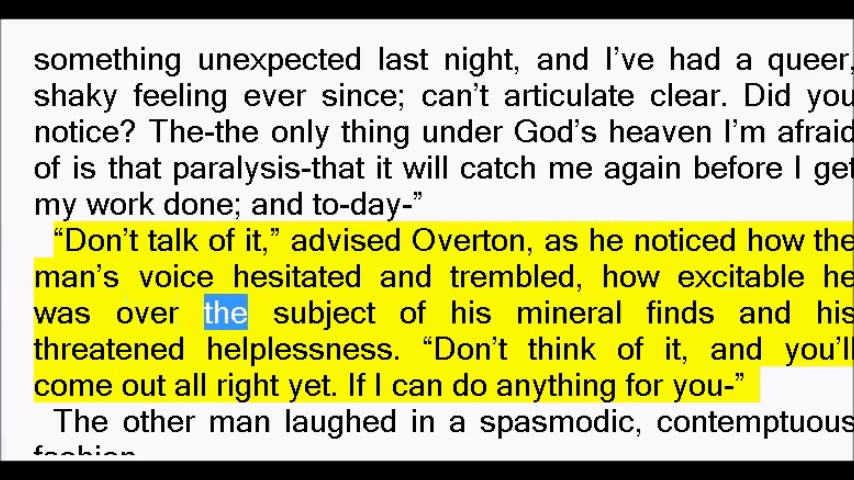 something unexpected last night, and I’ve had a queer,
shaky feeling ever since; can’t articulate clear. Did you
notice? The-the only thing under God’s heaven I’m afraid
of is that paralysis-that it will catch me again before I get
my work done; and to-day-”
“Don’t talk of it,” advised Overton, as he noticed how the
man’s voice hesitated and trembled, how excitable he
was over the subject of his mineral finds and his
threatened helplessness. “Don’t think of it, and you’ll
come out all right yet. If I can do anything for you-”
The other man laughed in a spasmodic, contemptuous
fashion